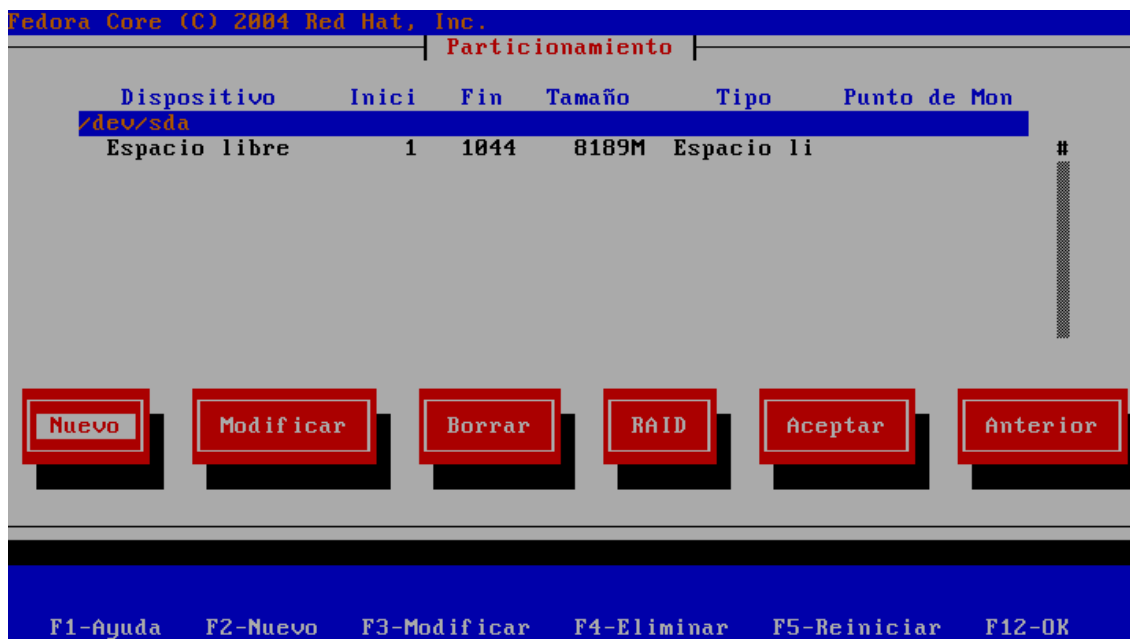 Fedora Core (C) 2004 Red Hat, Inc.
Particionamiento
Dispositivo Inici Fin Tamaño Tipo Punto de Mon
/dev/sda
Espacio libre 1 1044 8189M Espacio li #
Nuevo Modificar Borrar RAID Aceptar Anterior
F1-Ayuda F2-Nuevo F3-Modificar F4-Eliminar F5-Reiniciar F12-OK